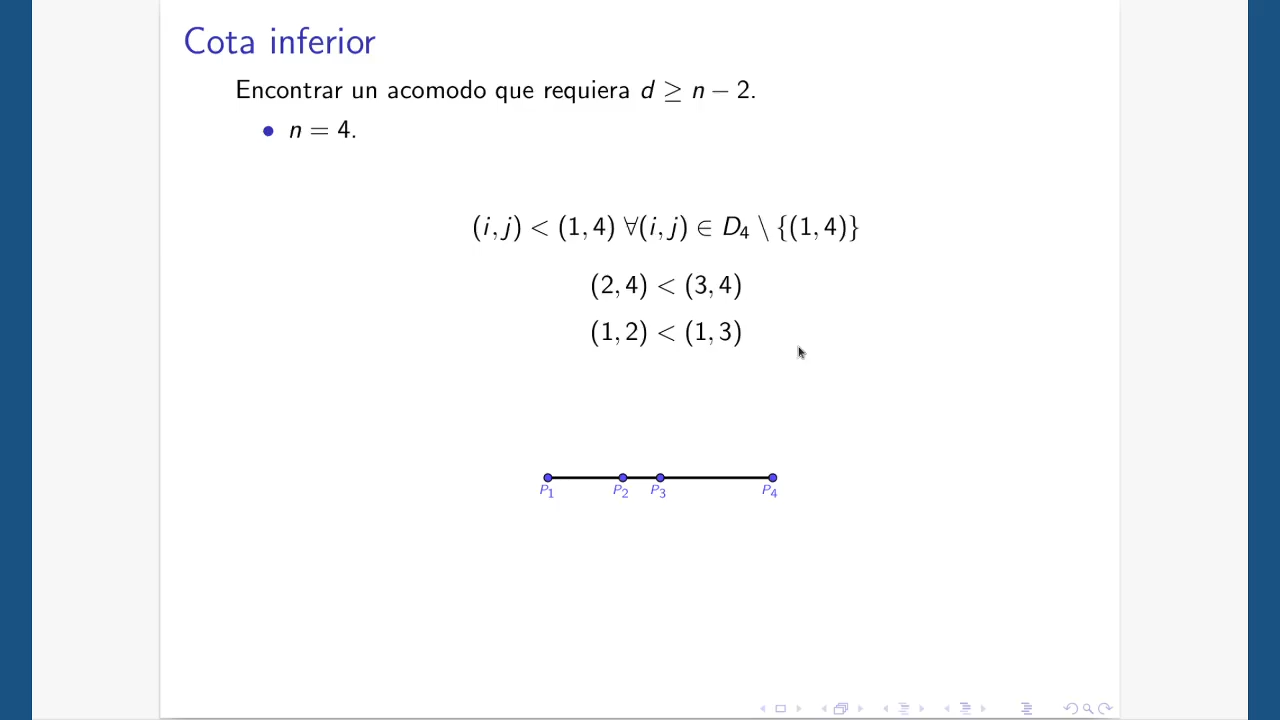 Cota inferior
Encontrar un acomodo que requiera d ≥ n − 2.
• n = 4.
(i, j) < (1, 4) ∀(i, j) ∈ D₄ \ {(1, 4)}
(2, 4) < (3, 4)
(1, 2) < (1, 3)
P₁ P₂ P₃ P₄